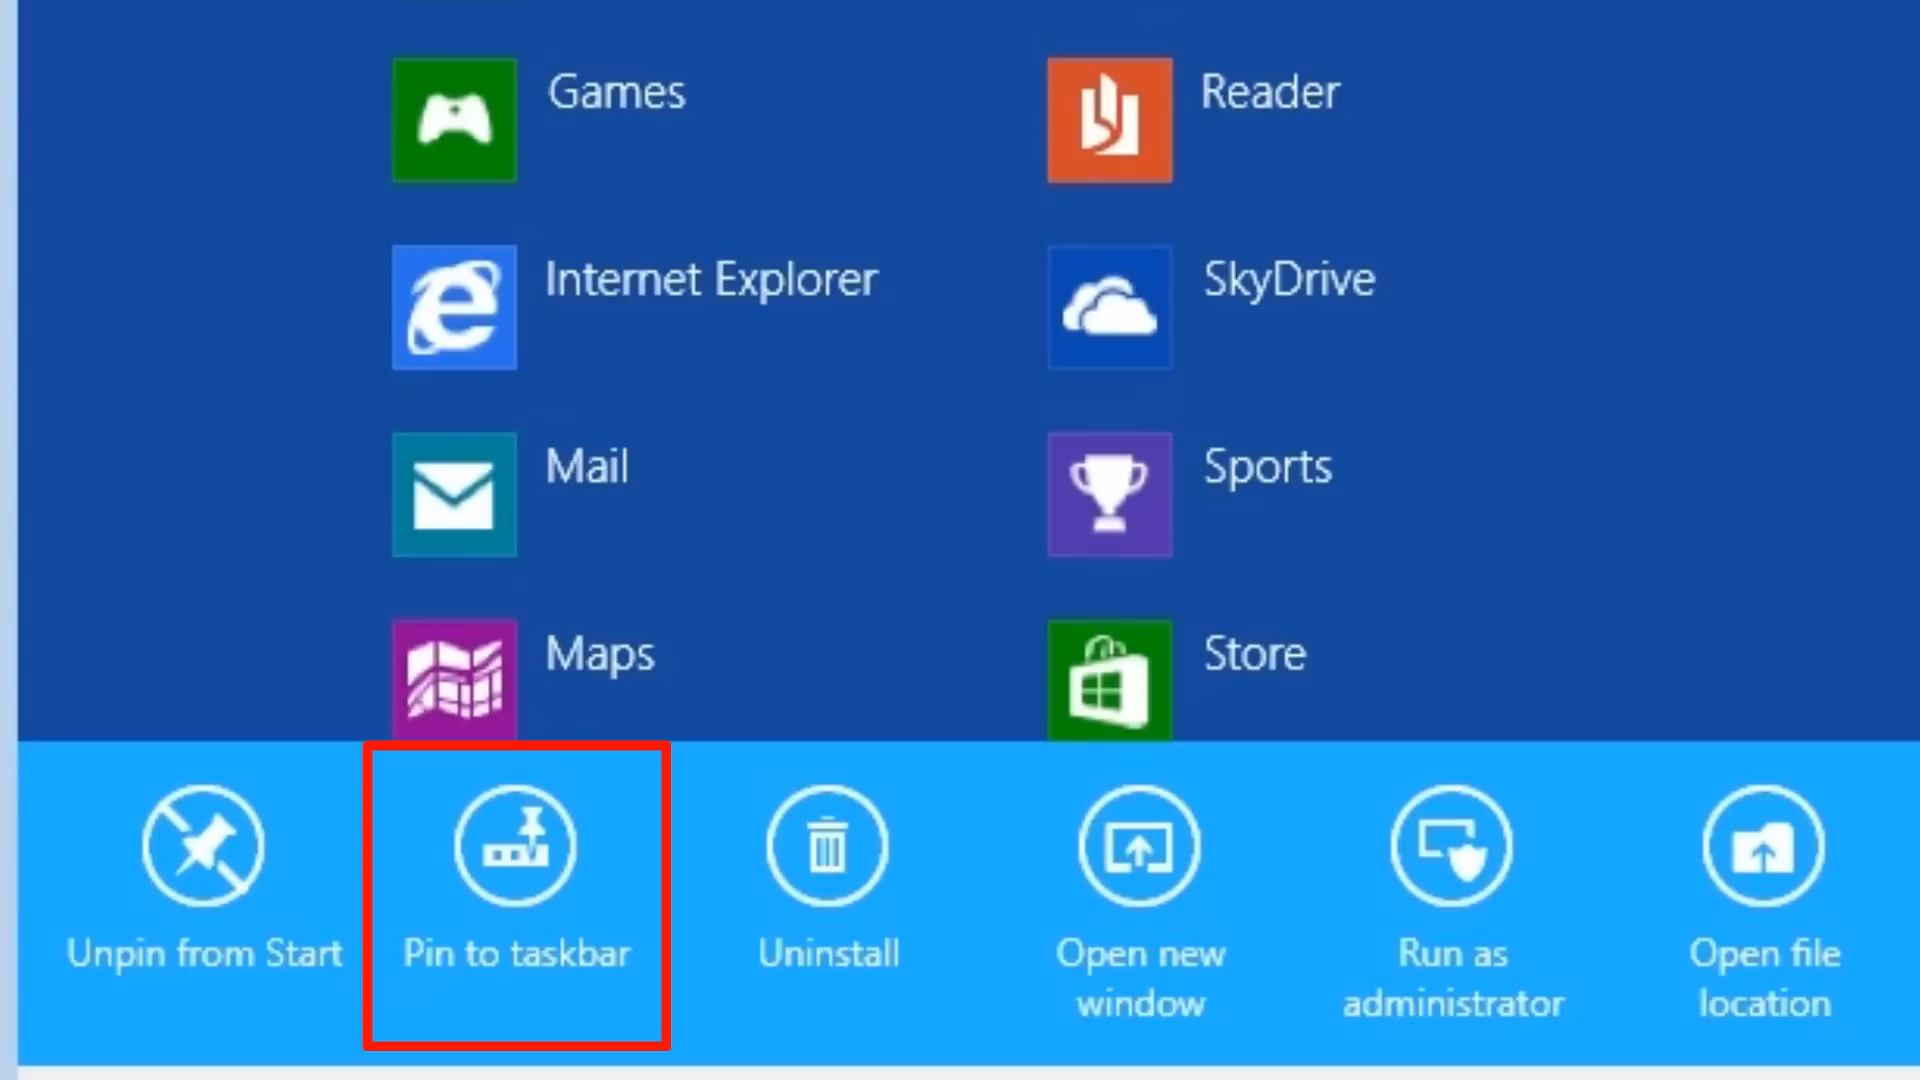 Games
Reader
Internet Explorer
SkyDrive
Mail
Sports
Maps
Store
Unpin from Start
Pin to taskbar
Uninstall
Open new
window
Run as
administrator
Open file
location